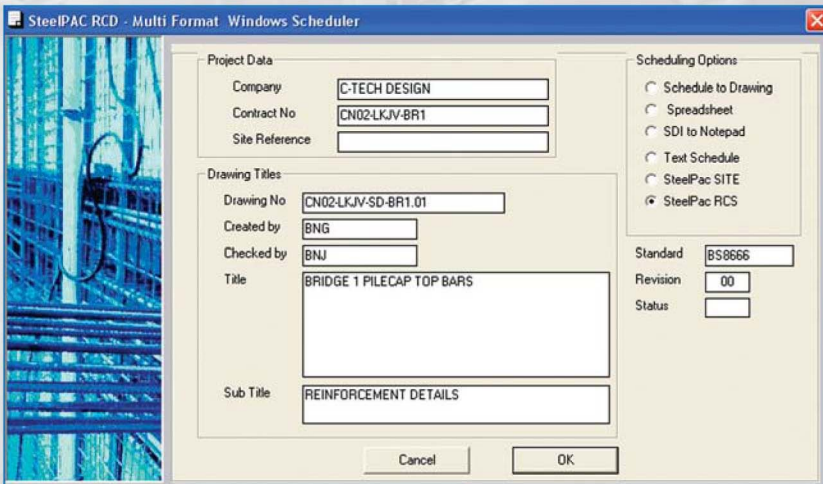 SteelPAC RCD - Multi Format Windows Scheduler
Project Data
Company C-TECH DESIGN
Contract No CN02-LKJV-BR1
Site Reference
Drawing Titles
Drawing No CN02-LKJV-SD-BR1.01
Created by BNG
Checked by BNJ
Title BRIDGE 1 PILECAP TOP BARS
Sub Title REINFORCEMENT DETAILS
Scheduling Options
Schedule to Drawing
Spreadsheet
SDI to Notepad
Text Schedule
SteelPac SITE
SteelPac RCS
Standard BS8666
Revision 00
Status
Cancel OK